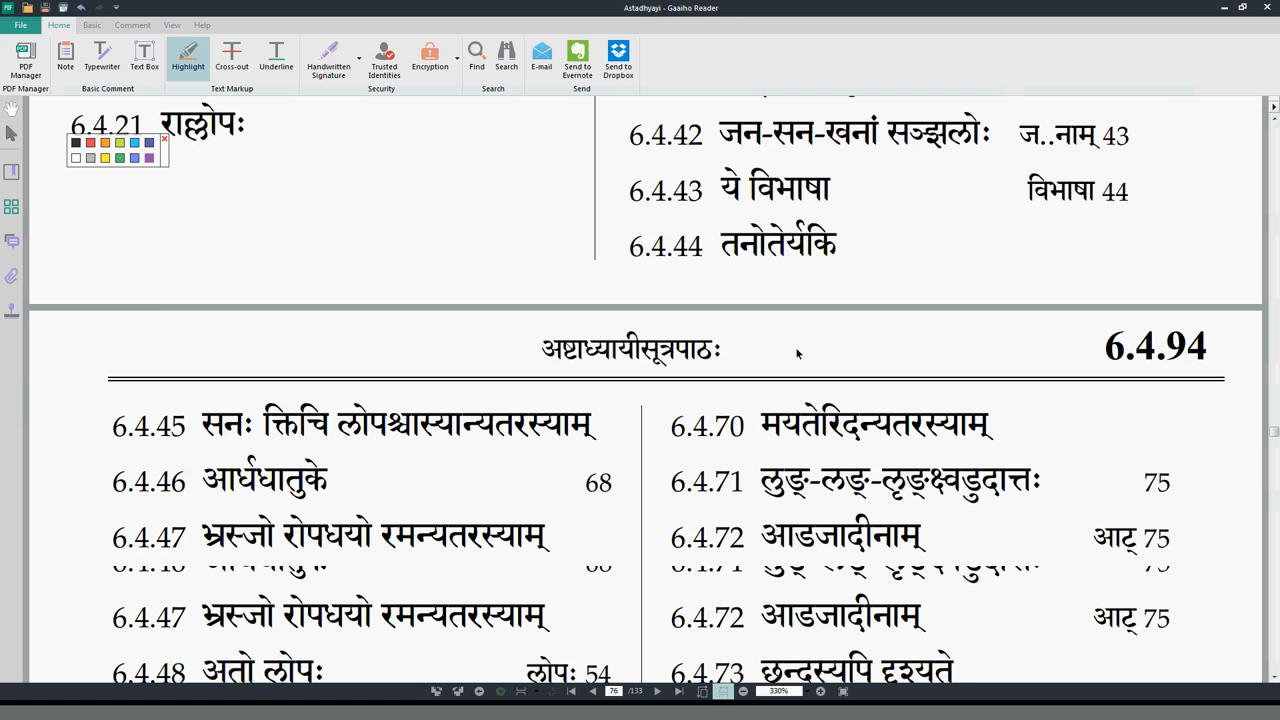 Astadhyayi - Gaaiho Reader
File Home Basic Comment View Help
PDF Manager Note Typewriter Text Box Highlight Cross-out Underline Handwritten Signature Trusted Identities Encryption Find Search E-mail Send to Evernote Send to Dropbox
PDF Manager Basic Comment Text Markup Security Search Send
6.4.21 राल्लोपः
6.4.42 जन-सन-खनां सञ्झलोः ज..नाम् 43
6.4.43 ये विभाषा विभाषा 44
6.4.44 तनोतेर्यकि
अष्टाध्यायीसूत्रपाठः 6.4.94
6.4.45 सनः क्तिचि लोपश्चास्यान्यतरस्याम्
6.4.46 आर्धधातुके 68
6.4.47 भ्रस्जो रोपधयो रमन्यतरस्याम्
6.4.47 भ्रस्जो रोपधयो रमन्यतरस्याम्
6.4.48 अतो लोपः लोपः 54
6.4.70 मयतेरिदन्यतरस्याम्
6.4.71 लुङ्-लङ्-लृङ्क्ष्वडुदात्तः 75
6.4.72 आडजादीनाम् आट् 75
6.4.72 आडजादीनाम् आट् 75
6.4.73 छन्दस्यपि दृश्यते
76 /133 330%